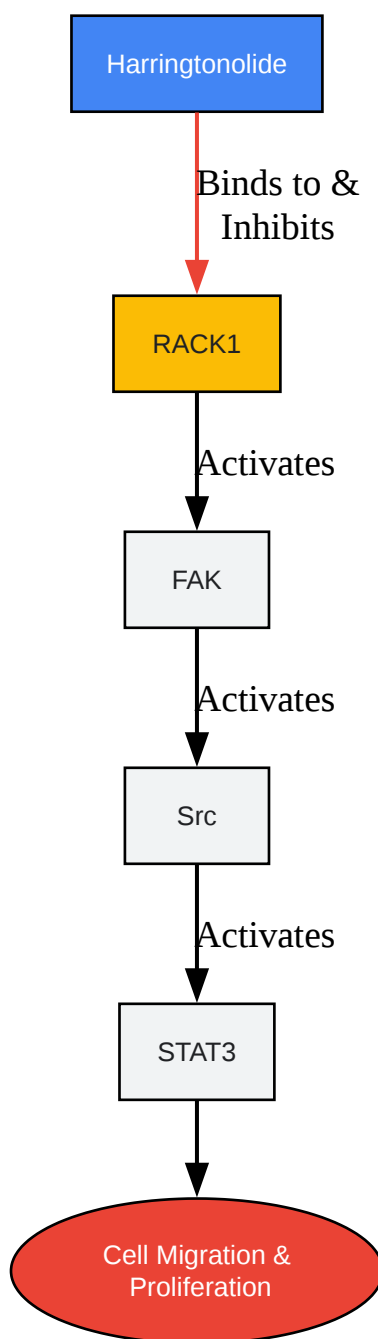 Harringtonolide
Binds to &
Inhibits
RACK1
Activates
FAK
Activates
Src
Activates
STAT3
Cell Migration &
Proliferation